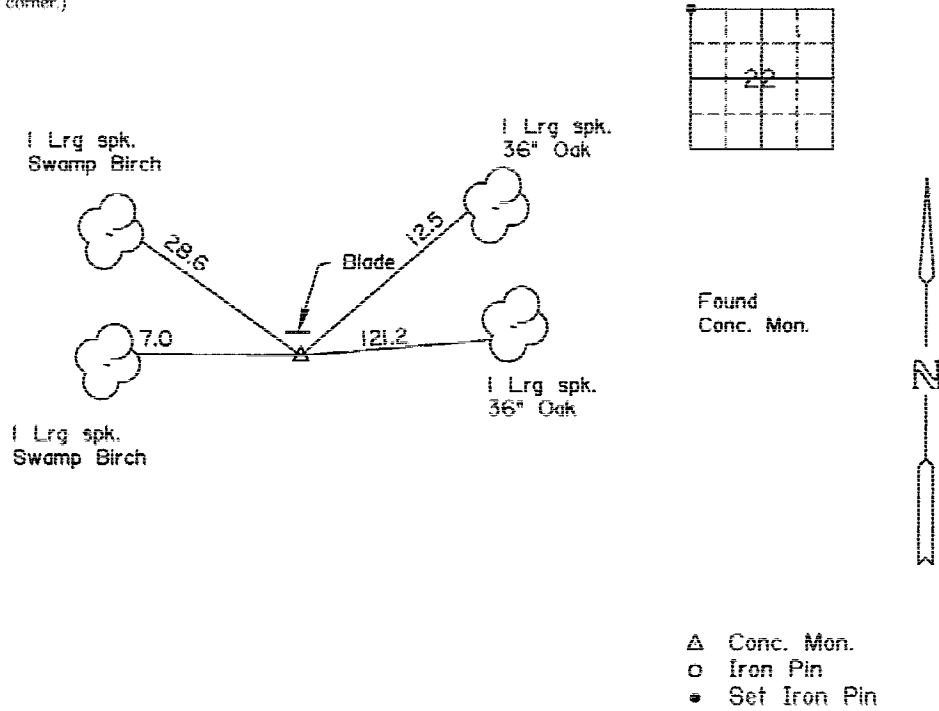 corner.)
22
1 Lrg spk.
Swamp Birch
1 Lrg spk.
36" Oak
28.6
12.5
Blade
7.0
121.2
1 Lrg spk.
36" Oak
1 Lrg spk.
Swamp Birch
Found
Conc. Mon.
N
Conc. Mon.
Iron Pin
Set Iron Pin